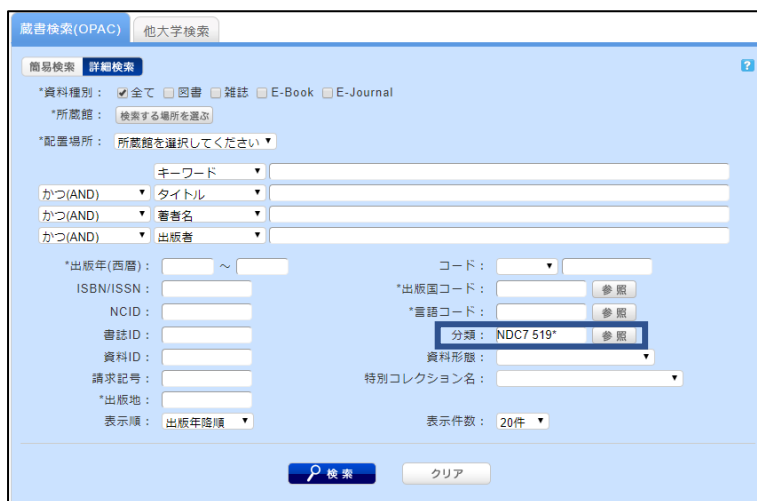 蔵書検索(OPAC) 他大学検索
簡易検索 詳細検索 ?
*資料種別： 全て 図書 雑誌 E-Book E-Journal
*所蔵館： 検索する場所を選ぶ
*配置場所： 所蔵館を選択してください
キーワード
かつ(AND) タイトル
かつ(AND) 著者名
かつ(AND) 出版者
*出版年(西暦)： ～ コード：
ISBN/ISSN： *出版国コード： 参照
NCID： *言語コード： 参照
書誌ID： 分類： NDC7 519* 参照
資料ID： 資料形態：
請求記号： 特別コレクション名：
*出版地：
表示順： 出版年降順 表示件数： 20件
検索 クリア